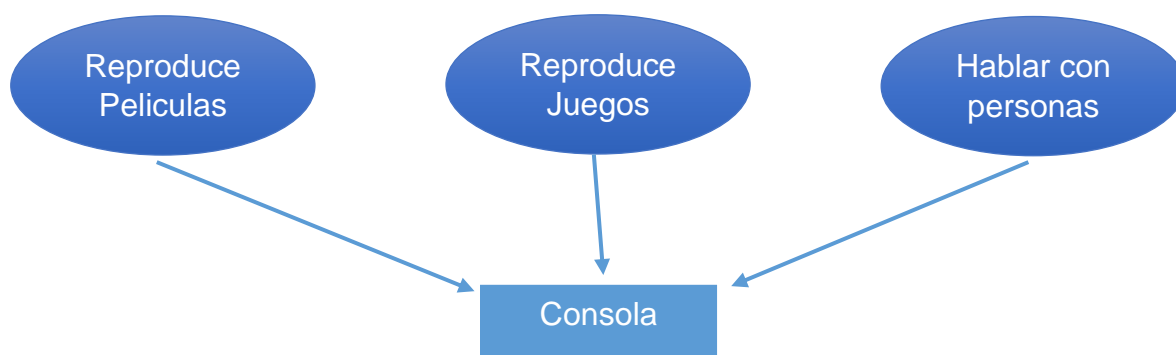 Reproduce
Peliculas
Reproduce
Juegos
Hablar con
personas
Consola